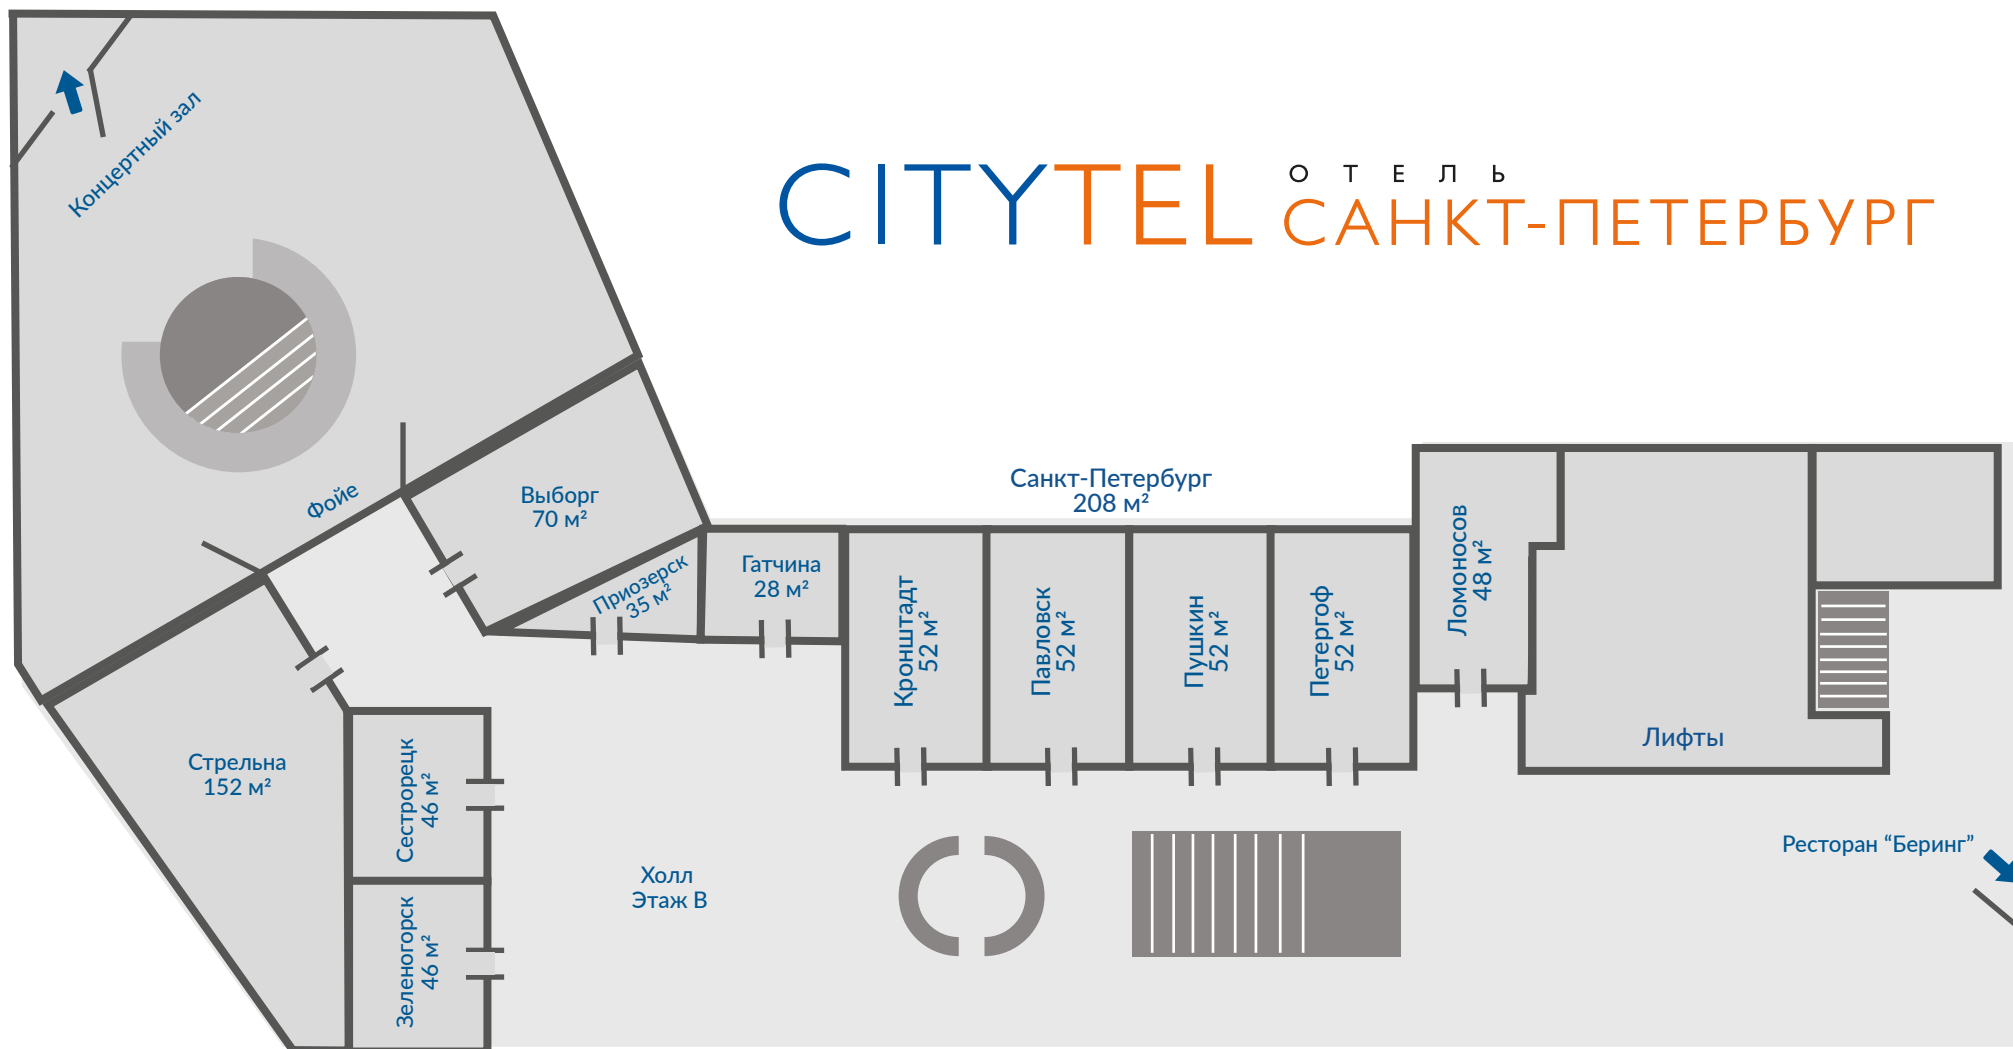 Концертный зал
CITYTEL
ОТЕЛЬ
САНКТ-ПЕТЕРБУРГ
Фойе
Выборг
70 м²
Приозерск
35 м²
Гатчина
28 м²
Санкт-Петербург
208 м²
Кронштадт
52 м²
Павловск
52 м²
Пушкин
52 м²
Петергоф
52 м²
Ломоносов
48 м²
Лифты
Стрельна
152 м²
Сестрорецк
46 м²
Зеленогорск
46 м²
Холл
Этаж В
Ресторан “Беринг”